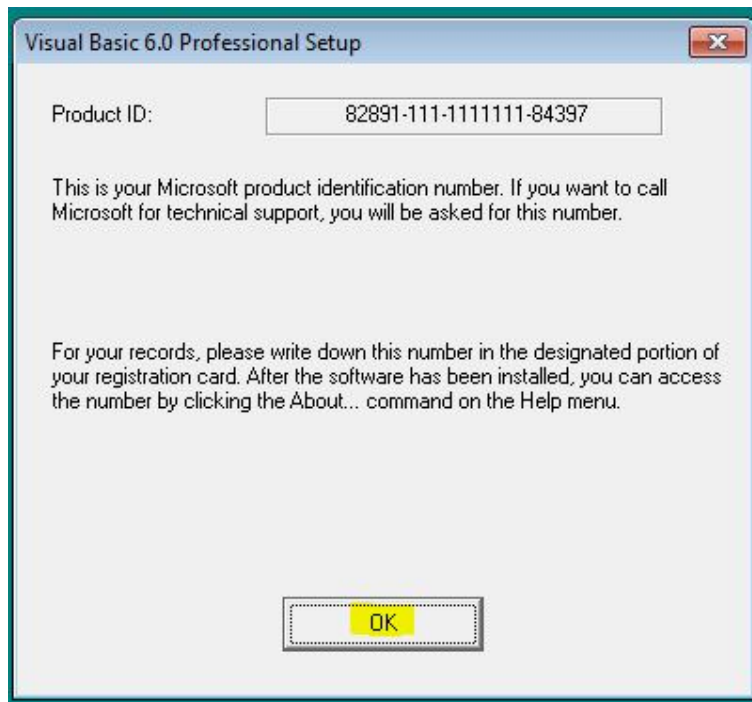 Visual Basic 6.0 Professional Setup
Product ID: 82891-111-1111111-84397
This is your Microsoft product identification number. If you want to call
Microsoft for technical support, you will be asked for this number.
For your records, please write down this number in the designated portion of
your registration card. After the software has been installed, you can access
the number by clicking the About... command on the Help menu.
OK